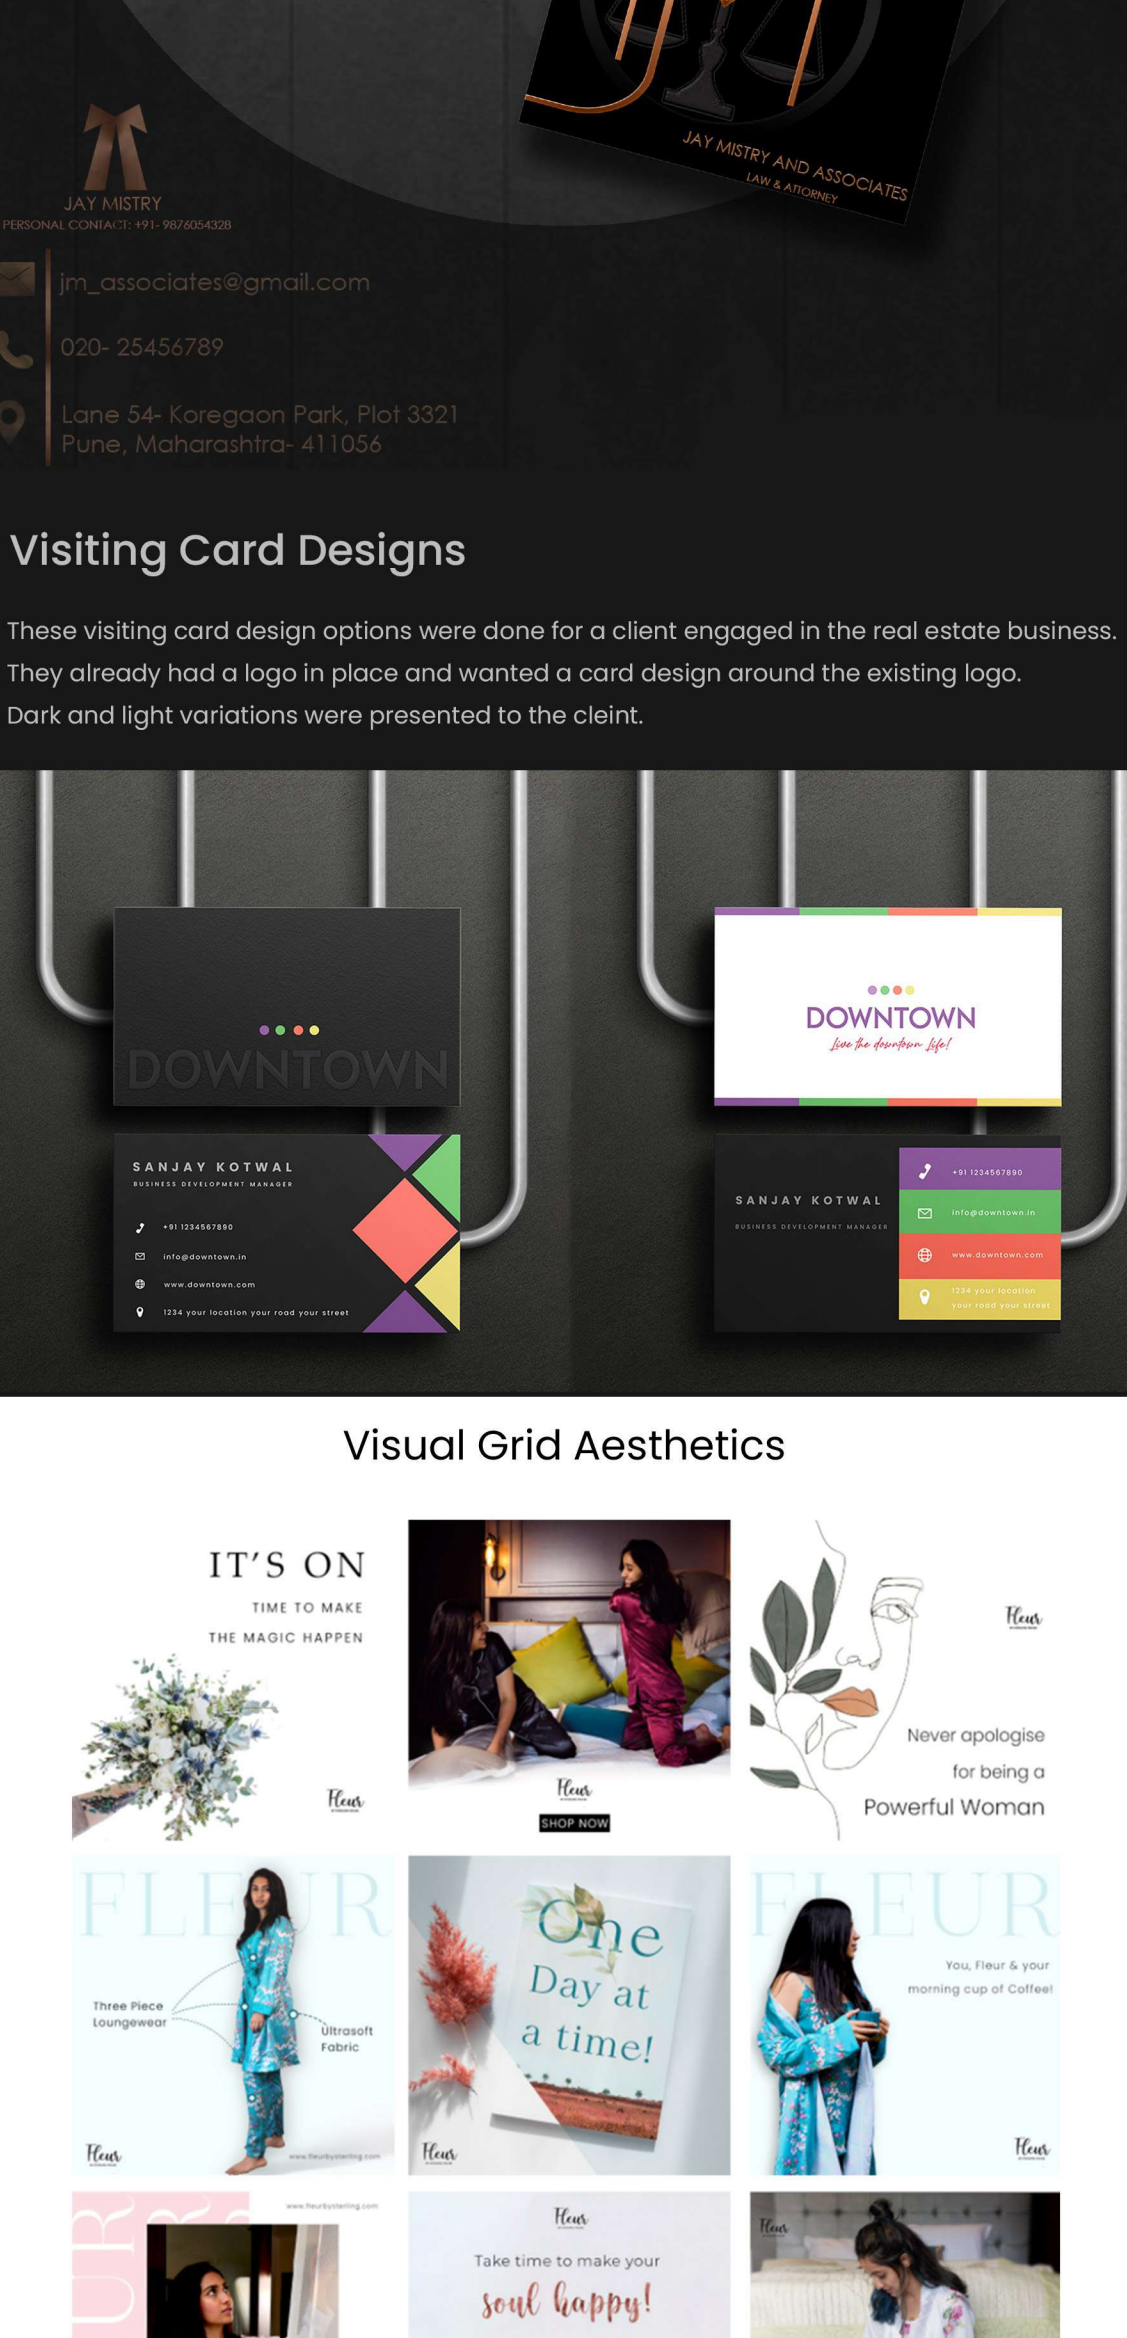 JAY MISTRY AND ASSOCIATES
LAW & ATTORNEY
JAY MISTRY
PERSONAL CONTACT: +91- 9876054328
jm_associates@gmail.com
020- 25456789
Lane 54- Koregaon Park, Plot 3321
Pune, Maharashtra- 411056
Visiting Card Designs
These visiting card design options were done for a client engaged in the real estate business.
They already had a logo in place and wanted a card design around the existing logo.
Dark and light variations were presented to the cleint.
DOWNTOWN
SANJAY KOTWAL
BUSINESS DEVELOPMENT MANAGER
+91 1234567890
info@downtown.in
www.downtown.com
1234 your location your road your street
DOWNTOWN
Live the downtown Life!
SANJAY KOTWAL
BUSINESS DEVELOPMENT MANAGER
+91 1234567890
info@downtown.in
www.downtown.com
1234 your location
your road your street
Visual Grid Aesthetics
IT'S ON
TIME TO MAKE
THE MAGIC HAPPEN
Fleur
Fleur
SHOP NOW
Fleur
Never apologise
for being a
Powerful Woman
FLEUR
Three Piece
Loungewear
Ultrasoft
Fabric
Fleur
www.fleurbysterling.com
One
Day at
a time!
Fleur
FLEUR
You, Fleur & your
morning cup of Coffee!
Fleur
UR
www.fleurbysterling.com
Fleur
Take time to make your
soul happy!
Fleur